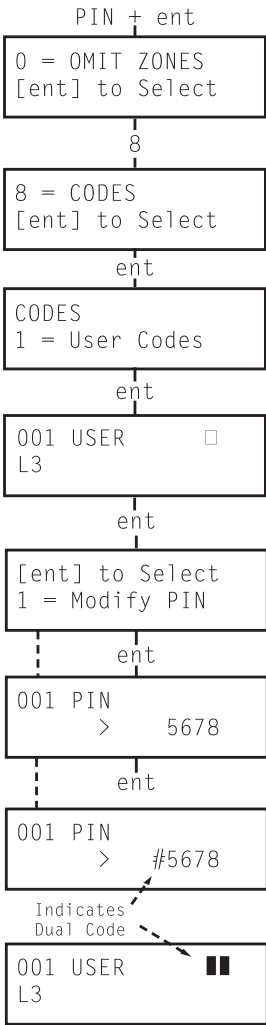 PIN + ent
0 = OMIT ZONES
[ent] to Select
8
8 = CODES
[ent] to Select
ent
CODES
1 = User Codes
ent
001 USER □
L3
ent
[ent] to Select
1 = Modify PIN
ent
001 PIN
> 5678
ent
001 PIN
> #5678
Indicates
Dual Code
001 USER ▮▮
L3